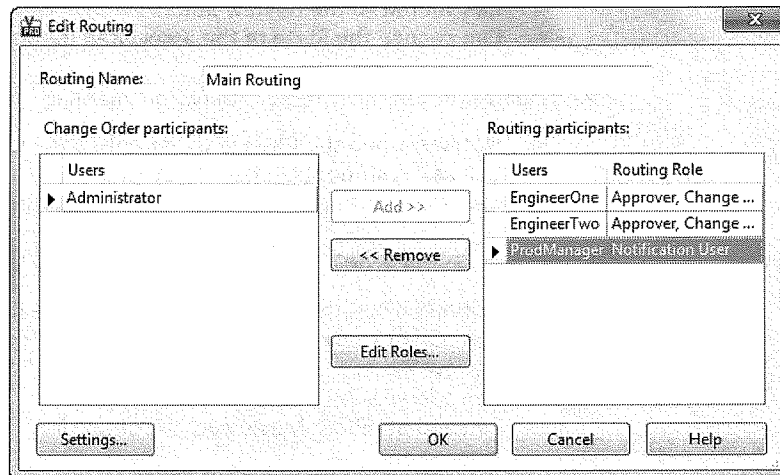 V
PRO
Edit Routing
Routing Name: Main Routing
Change Order participants:
Users
Administrator
Add >>
<< Remove
Edit Roles...
Routing participants:
Users Routing Role
EngineerOne Approver, Change ...
EngineerTwo Approver, Change ...
ProdManager Notification User
Settings...
OK
Cancel
Help